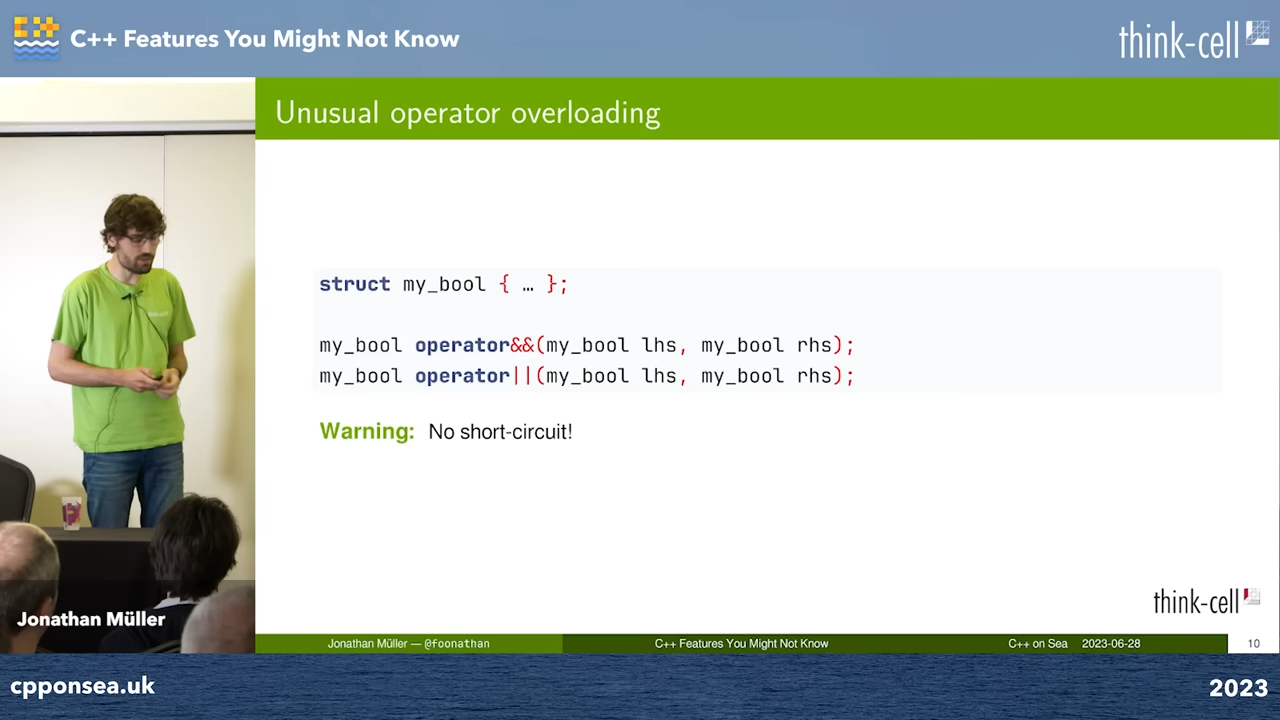 C++ Features You Might Not Know
think-cell
Unusual operator overloading
struct my_bool { … };
my_bool operator&&(my_bool lhs, my_bool rhs);
my_bool operator||(my_bool lhs, my_bool rhs);
Warning: No short-circuit!
think-cell
Jonathan Müller
Jonathan Müller — @foonathan C++ Features You Might Not Know C++ on Sea 2023-06-28 10
cpponsea.uk
2023